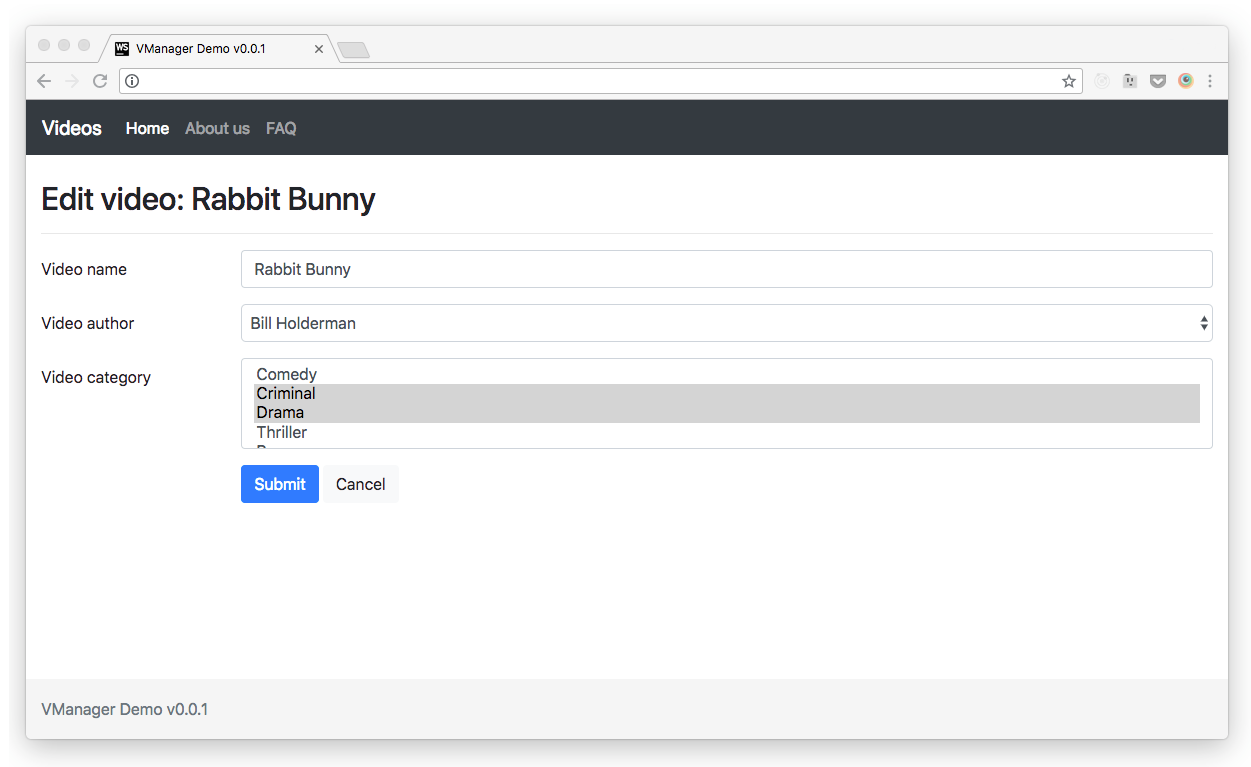 WS VManager Demo v0.0.1
Videos Home About us FAQ
Edit video: Rabbit Bunny
Video name Rabbit Bunny
Video author Bill Holderman
Video category Comedy
Criminal
Drama
Thriller
Submit Cancel
VManager Demo v0.0.1